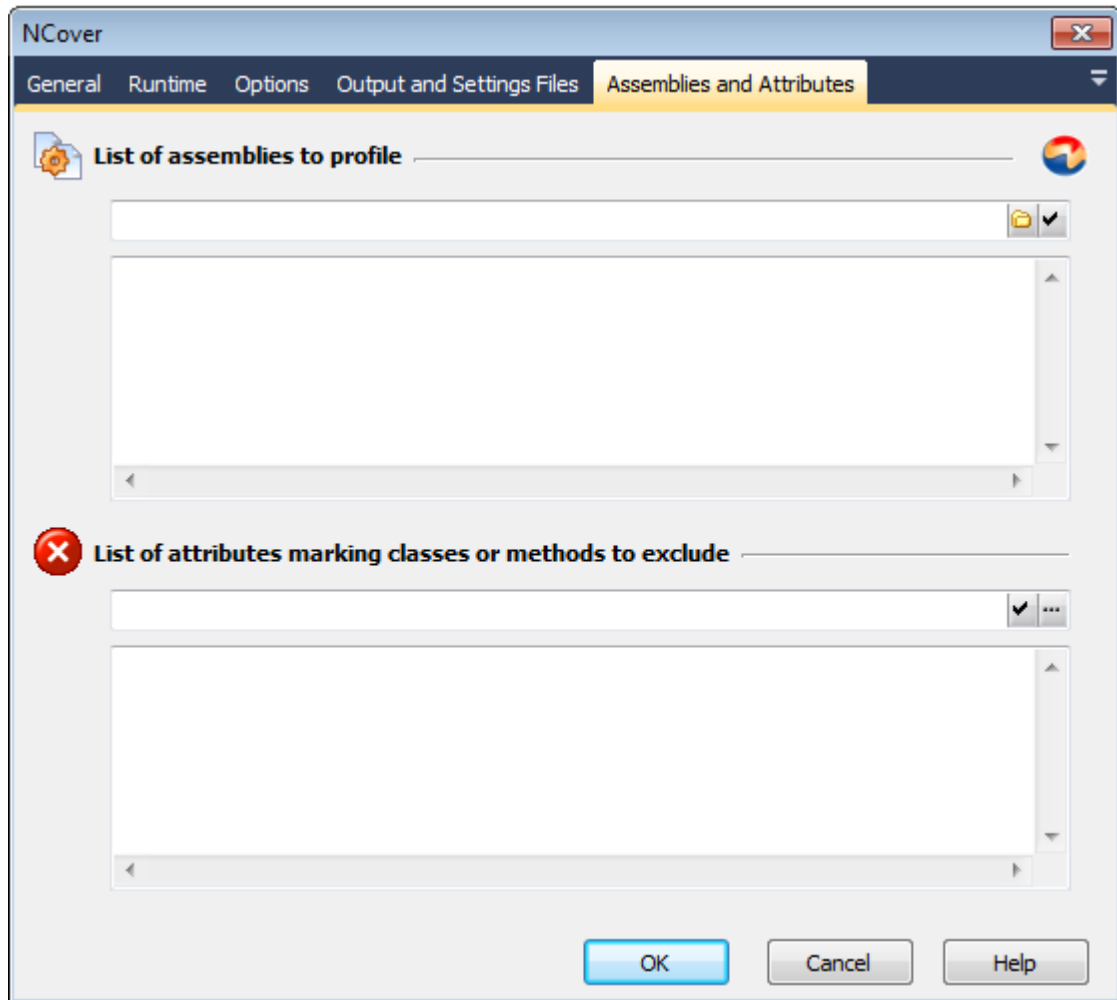 NCover
General Runtime Options Output and Settings Files Assemblies and Attributes
List of assemblies to profile
List of attributes marking classes or methods to exclude
...
OK Cancel Help